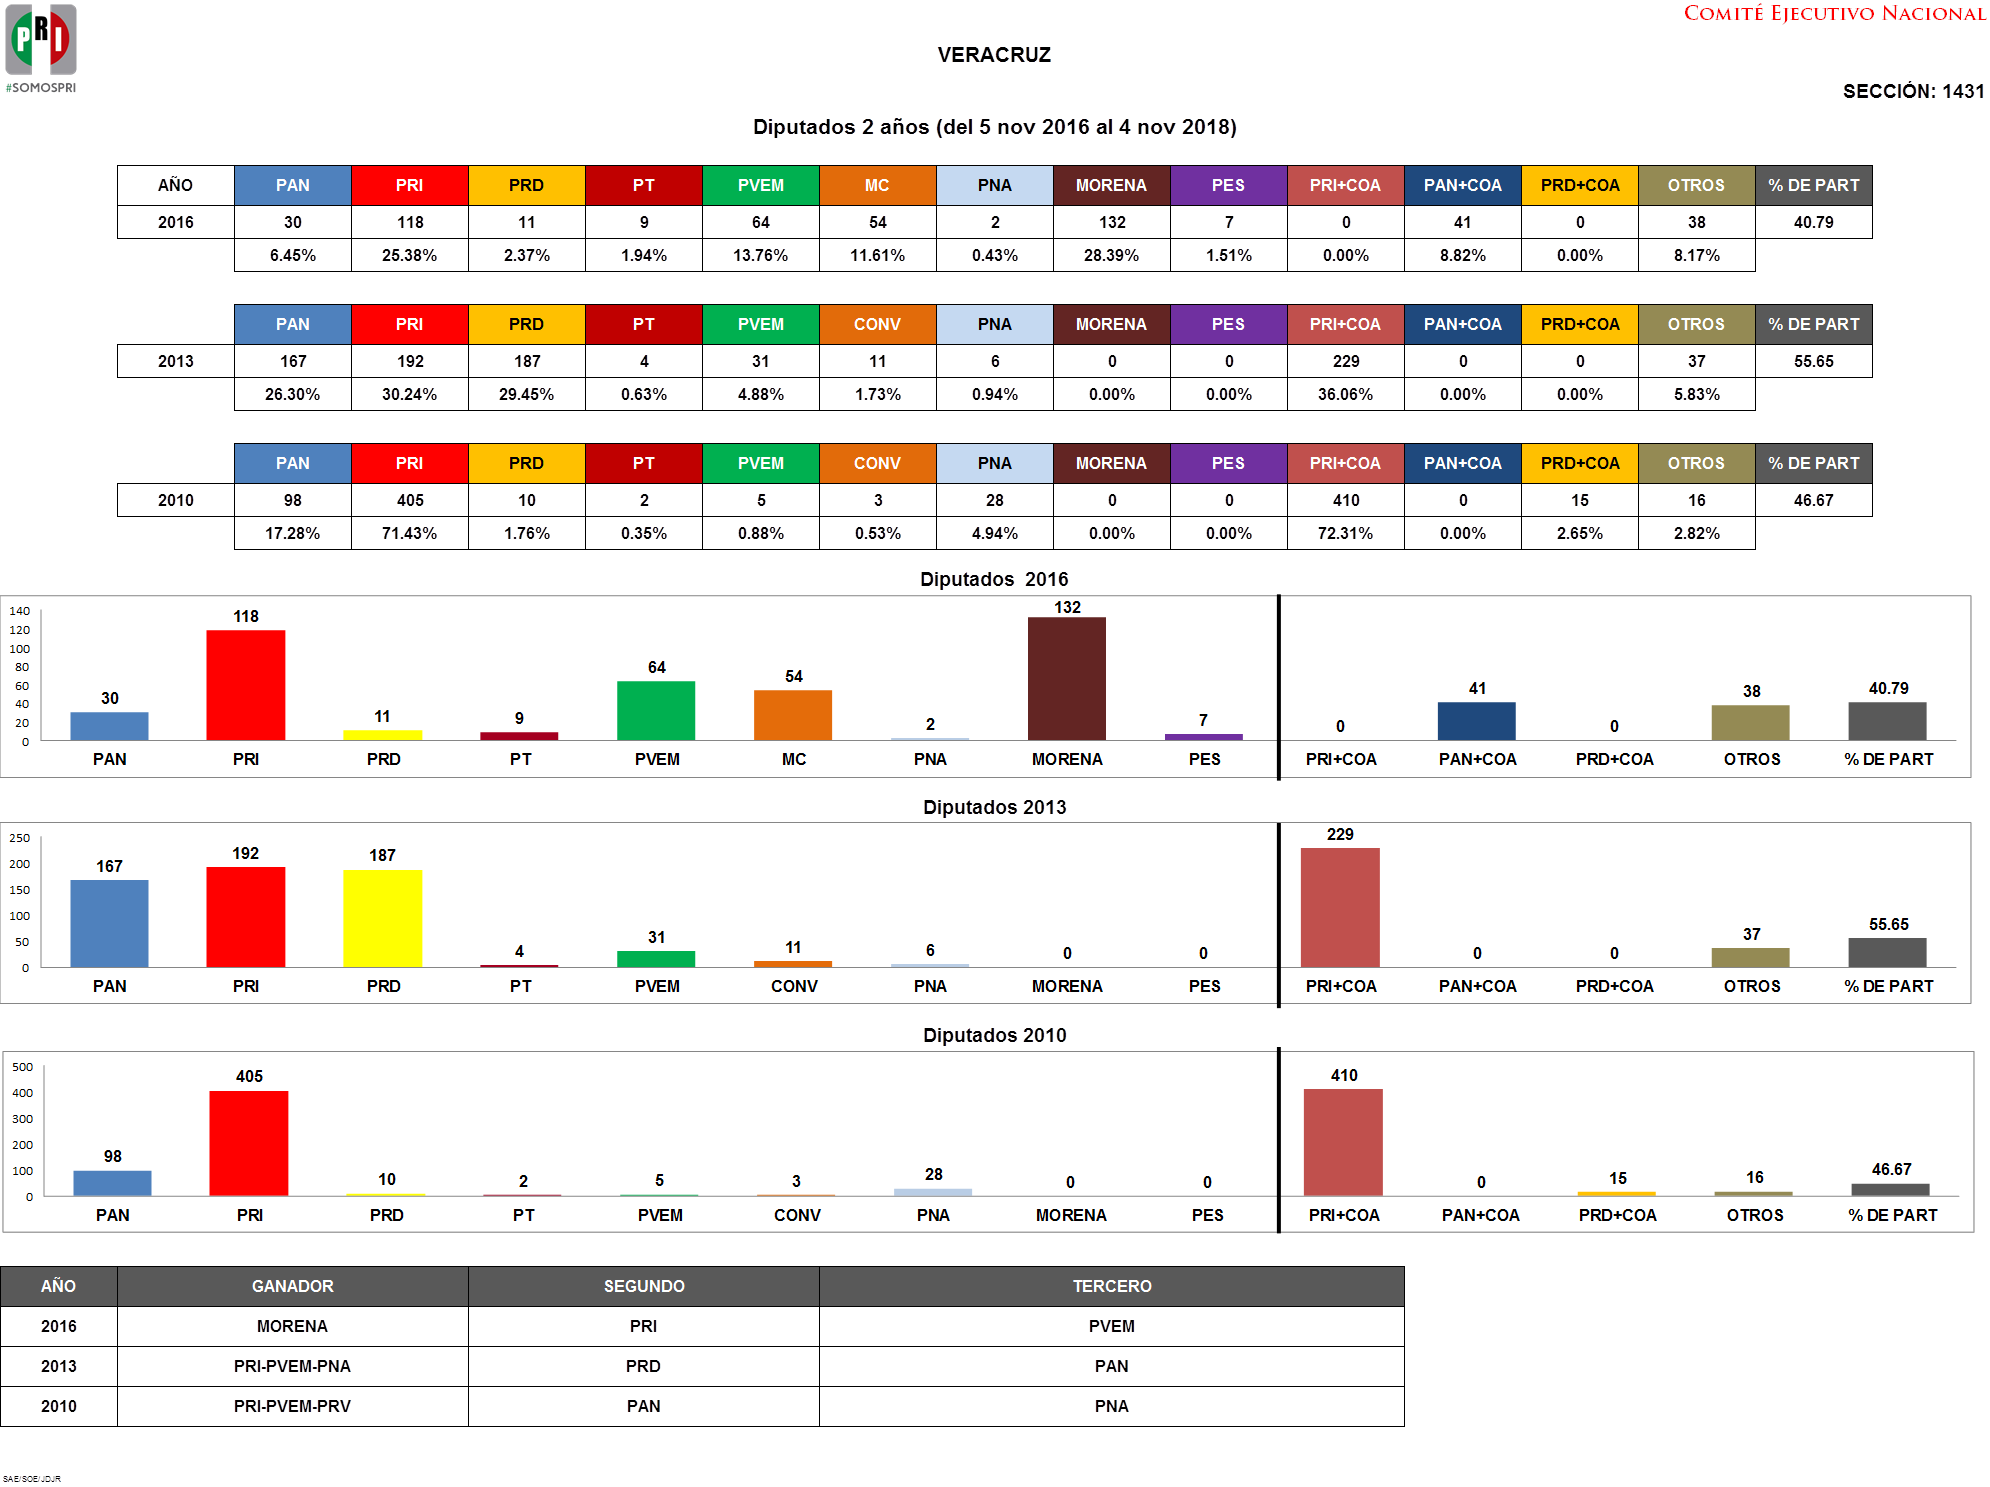 PRI
#SOMOSPRI
COMITÉ EJECUTIVO NACIONAL
VERACRUZ
SECCIÓN: 1431
Diputados 2 años (del 5 nov 2016 al 4 nov 2018)
AÑO PAN PRI PRD PT PVEM MC PNA MORENA PES PRI+COA PAN+COA PRD+COA OTROS % DE PART
2016 30 118 11 9 64 54 2 132 7 0 41 0 38 40.79
6.45% 25.38% 2.37% 1.94% 13.76% 11.61% 0.43% 28.39% 1.51% 0.00% 8.82% 0.00% 8.17%
PAN PRI PRD PT PVEM CONV PNA MORENA PES PRI+COA PAN+COA PRD+COA OTROS % DE PART
2013 167 192 187 4 31 11 6 0 0 229 0 0 37 55.65
26.30% 30.24% 29.45% 0.63% 4.88% 1.73% 0.94% 0.00% 0.00% 36.06% 0.00% 0.00% 5.83%
PAN PRI PRD PT PVEM CONV PNA MORENA PES PRI+COA PAN+COA PRD+COA OTROS % DE PART
2010 98 405 10 2 5 3 28 0 0 410 0 15 16 46.67
17.28% 71.43% 1.76% 0.35% 0.88% 0.53% 4.94% 0.00% 0.00% 72.31% 0.00% 2.65% 2.82%
Diputados 2016
140
120
100
80
60
40
20
0
30 118 11 9 64 54 2 132 7 0 41 0 38 40.79
PAN PRI PRD PT PVEM MC PNA MORENA PES PRI+COA PAN+COA PRD+COA OTROS % DE PART
Diputados 2013
250
200
150
100
50
0
167 192 187 4 31 11 6 0 0 229 0 0 37 55.65
PAN PRI PRD PT PVEM CONV PNA MORENA PES PRI+COA PAN+COA PRD+COA OTROS % DE PART
Diputados 2010
500
400
300
200
100
0
98 405 10 2 5 3 28 0 0 410 0 15 16 46.67
PAN PRI PRD PT PVEM CONV PNA MORENA PES PRI+COA PAN+COA PRD+COA OTROS % DE PART
AÑO GANADOR SEGUNDO TERCERO
2016 MORENA PRI PVEM
2013 PRI-PVEM-PNA PRD PAN
2010 PRI-PVEM-PRV PAN PNA
SAE/SOE/JDJR